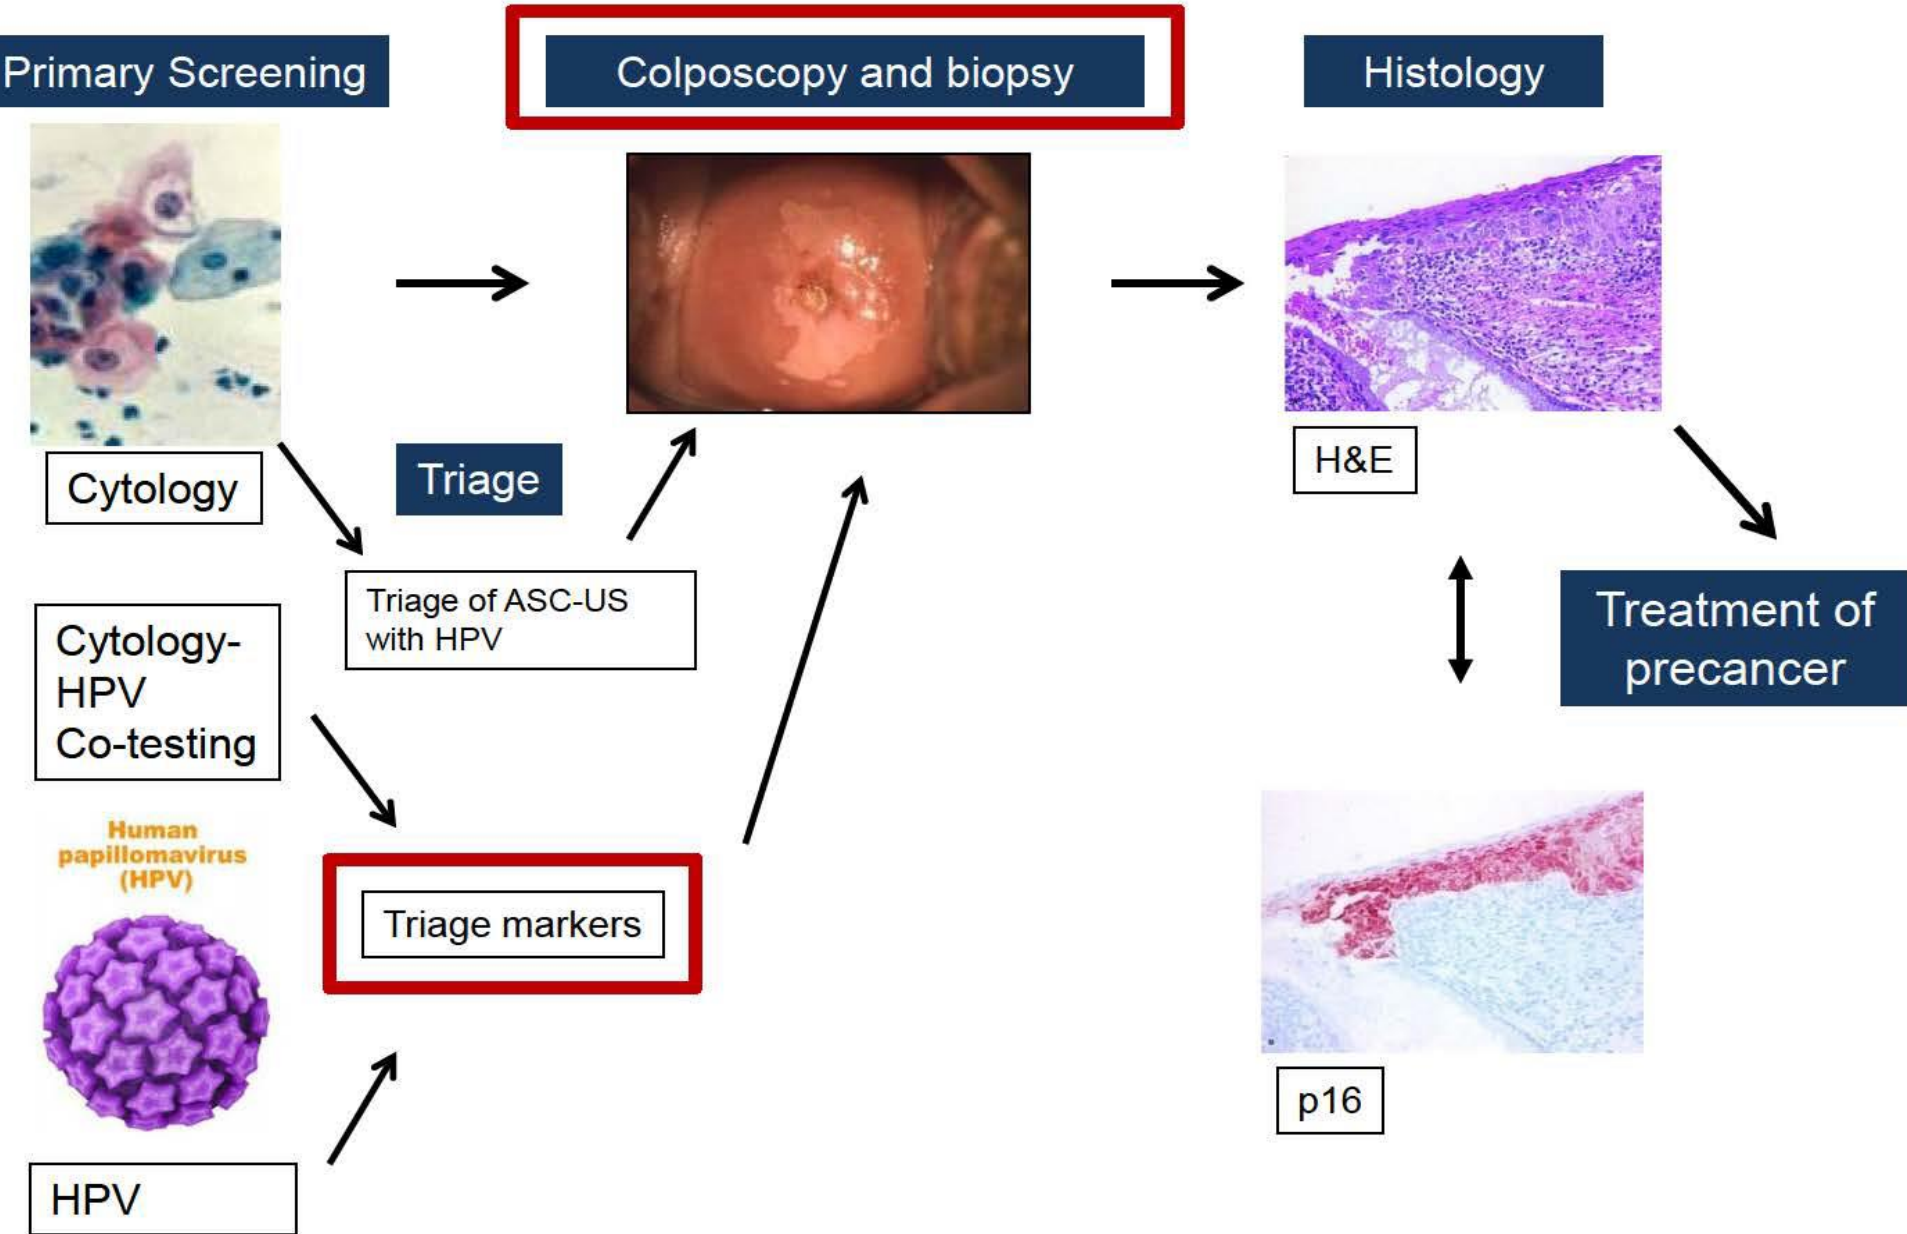 Primary Screening
Colposcopy and biopsy
Histology
Cytology
Triage
H&E
Triage of ASC-US
with HPV
Cytology-
HPV
Co-testing
Treatment of
precancer
Human
papillomavirus
(HPV)
Triage markers
p16
HPV